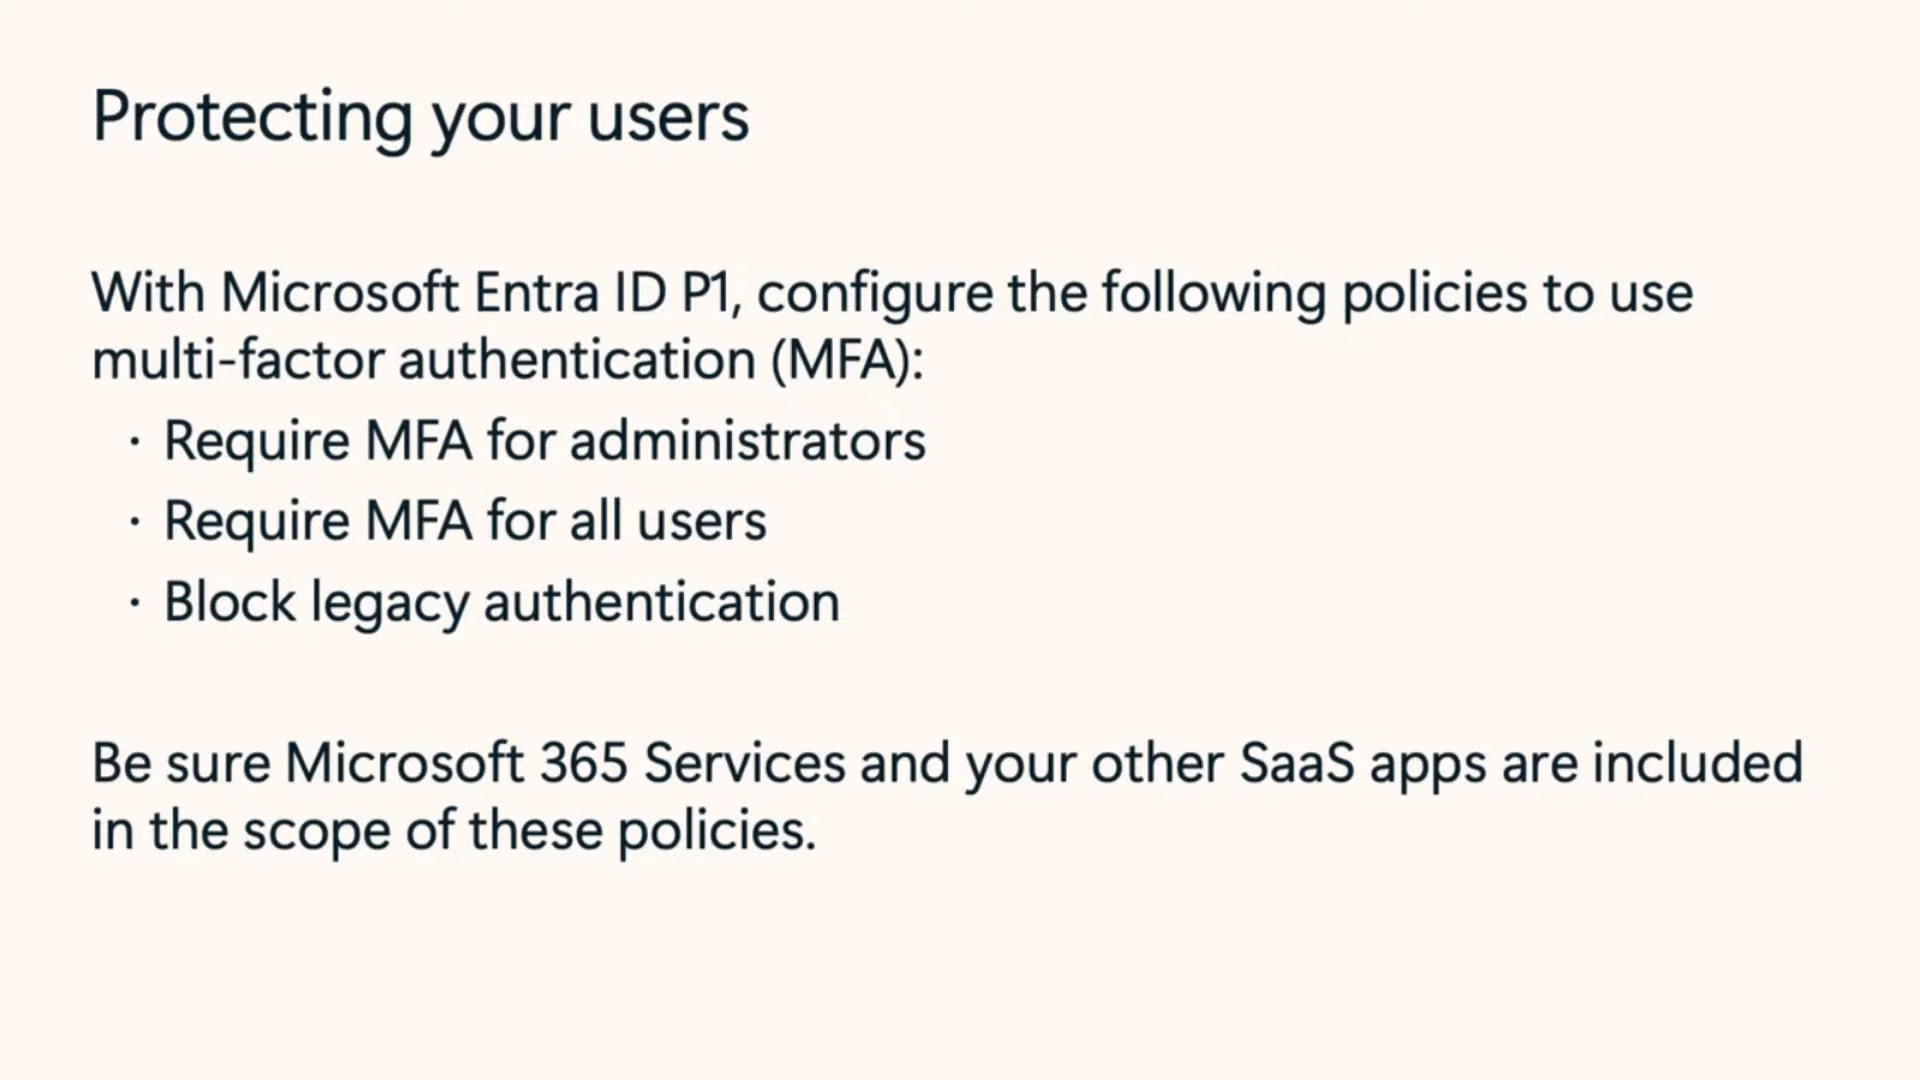 Protecting your users
With Microsoft Entra ID P1, configure the following policies to use
multi-factor authentication (MFA):
· Require MFA for administrators
· Require MFA for all users
· Block legacy authentication
Be sure Microsoft 365 Services and your other SaaS apps are included
in the scope of these policies.